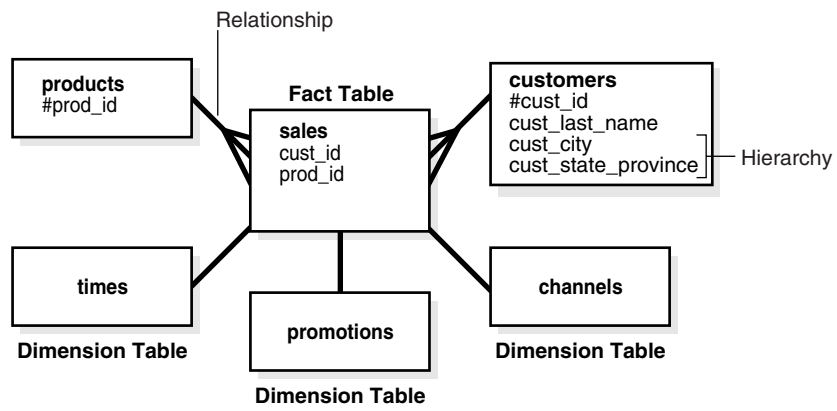 Relationship
products
#prod_id
Fact Table
sales
cust_id
prod_id
customers
#cust_id
cust_last_name
cust_city
cust_state_province
Hierarchy
times
Dimension Table
promotions
Dimension Table
channels
Dimension Table